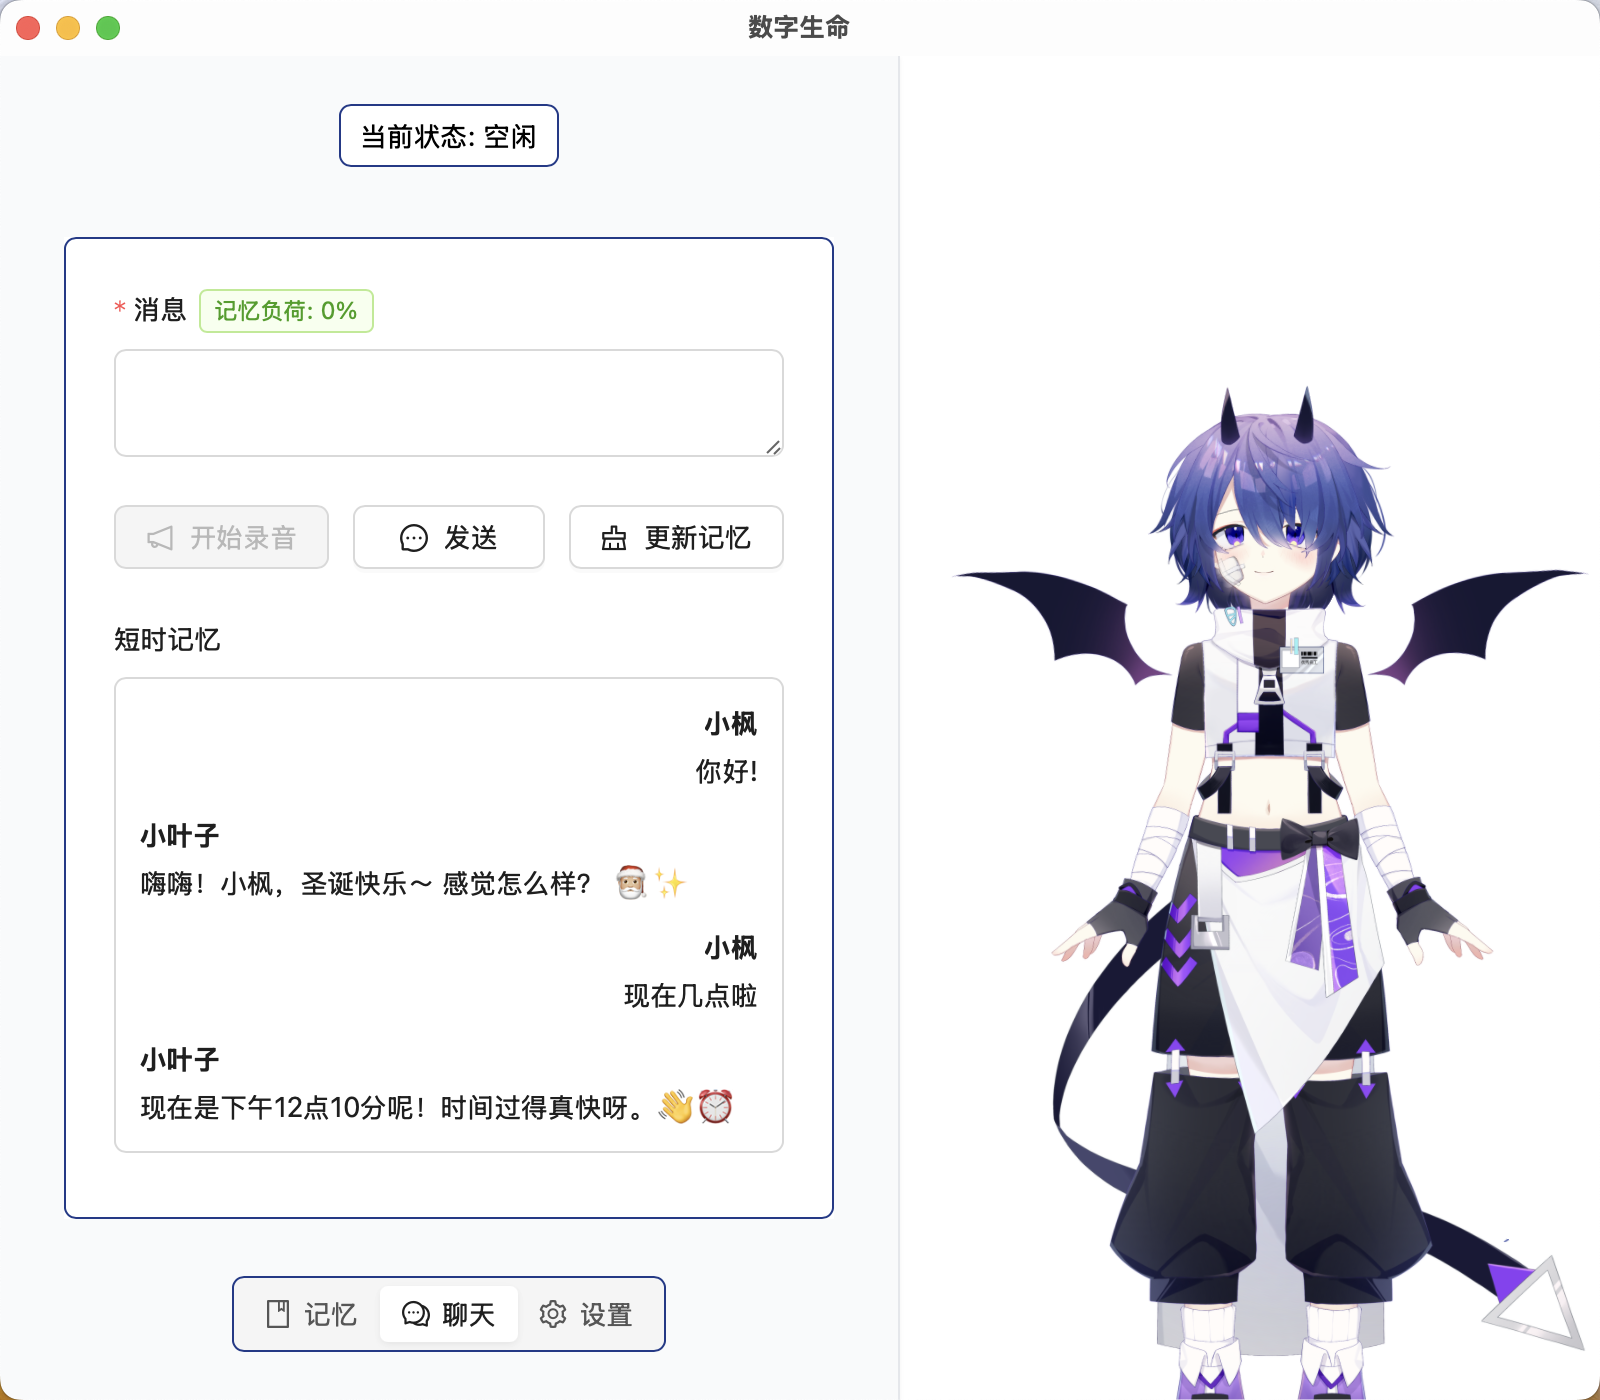 数字生命
当前状态: 空闲
* 消息 记忆负荷: 0%
开始录音 发送 更新记忆
短时记忆
小枫
你好!
小叶子
嗨嗨！小枫，圣诞快乐～ 感觉怎么样？ 🎅🏼✨
小枫
现在几点啦
小叶子
现在是下午12点10分呢！时间过得真快呀。👋⏰
记忆 聊天 设置